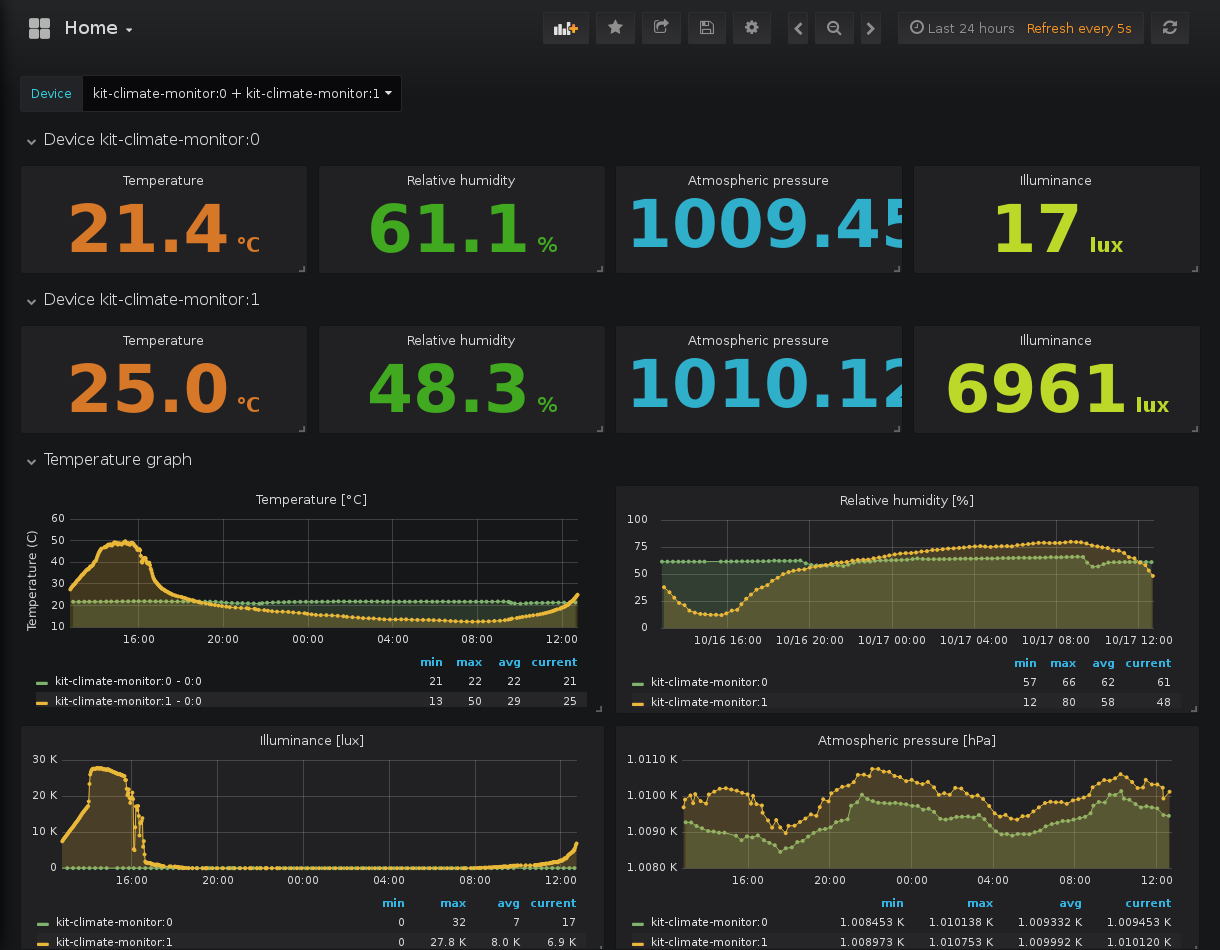 Home
Last 24 hours Refresh every 5s
Device kit-climate-monitor:0 + kit-climate-monitor:1
Device kit-climate-monitor:0
Temperature Relative humidity Atmospheric pressure Illuminance
21.4 °C 61.1 % 1009.45 17 lux
Device kit-climate-monitor:1
Temperature Relative humidity Atmospheric pressure Illuminance
25.0 °C 48.3 % 1010.12 6961 lux
Temperature graph
Temperature [°C]
Temperature (C)
60
50
40
30
20
10
16:00 20:00 00:00 04:00 08:00 12:00
min max avg current
kit-climate-monitor:0 - 0:0 21 22 22 21
kit-climate-monitor:1 - 0:0 13 50 29 25
Relative humidity [%]
100
75
50
25
0
10/16 16:00 10/16 20:00 10/17 00:00 10/17 04:00 10/17 08:00 10/17 12:00
min max avg current
kit-climate-monitor:0 57 66 62 61
kit-climate-monitor:1 12 80 58 48
Illuminance [lux]
30 K
20 K
10 K
0
16:00 20:00 00:00 04:00 08:00 12:00
min max avg current
kit-climate-monitor:0 0 32 7 17
kit-climate-monitor:1 0 27.8 K 8.0 K 6.9 K
Atmospheric pressure [hPa]
1.0110 K
1.0100 K
1.0090 K
1.0080 K
16:00 20:00 00:00 04:00 08:00 12:00
min max avg current
kit-climate-monitor:0 1.008453 K 1.010138 K 1.009332 K 1.009453 K
kit-climate-monitor:1 1.008973 K 1.010753 K 1.009992 K 1.010120 K